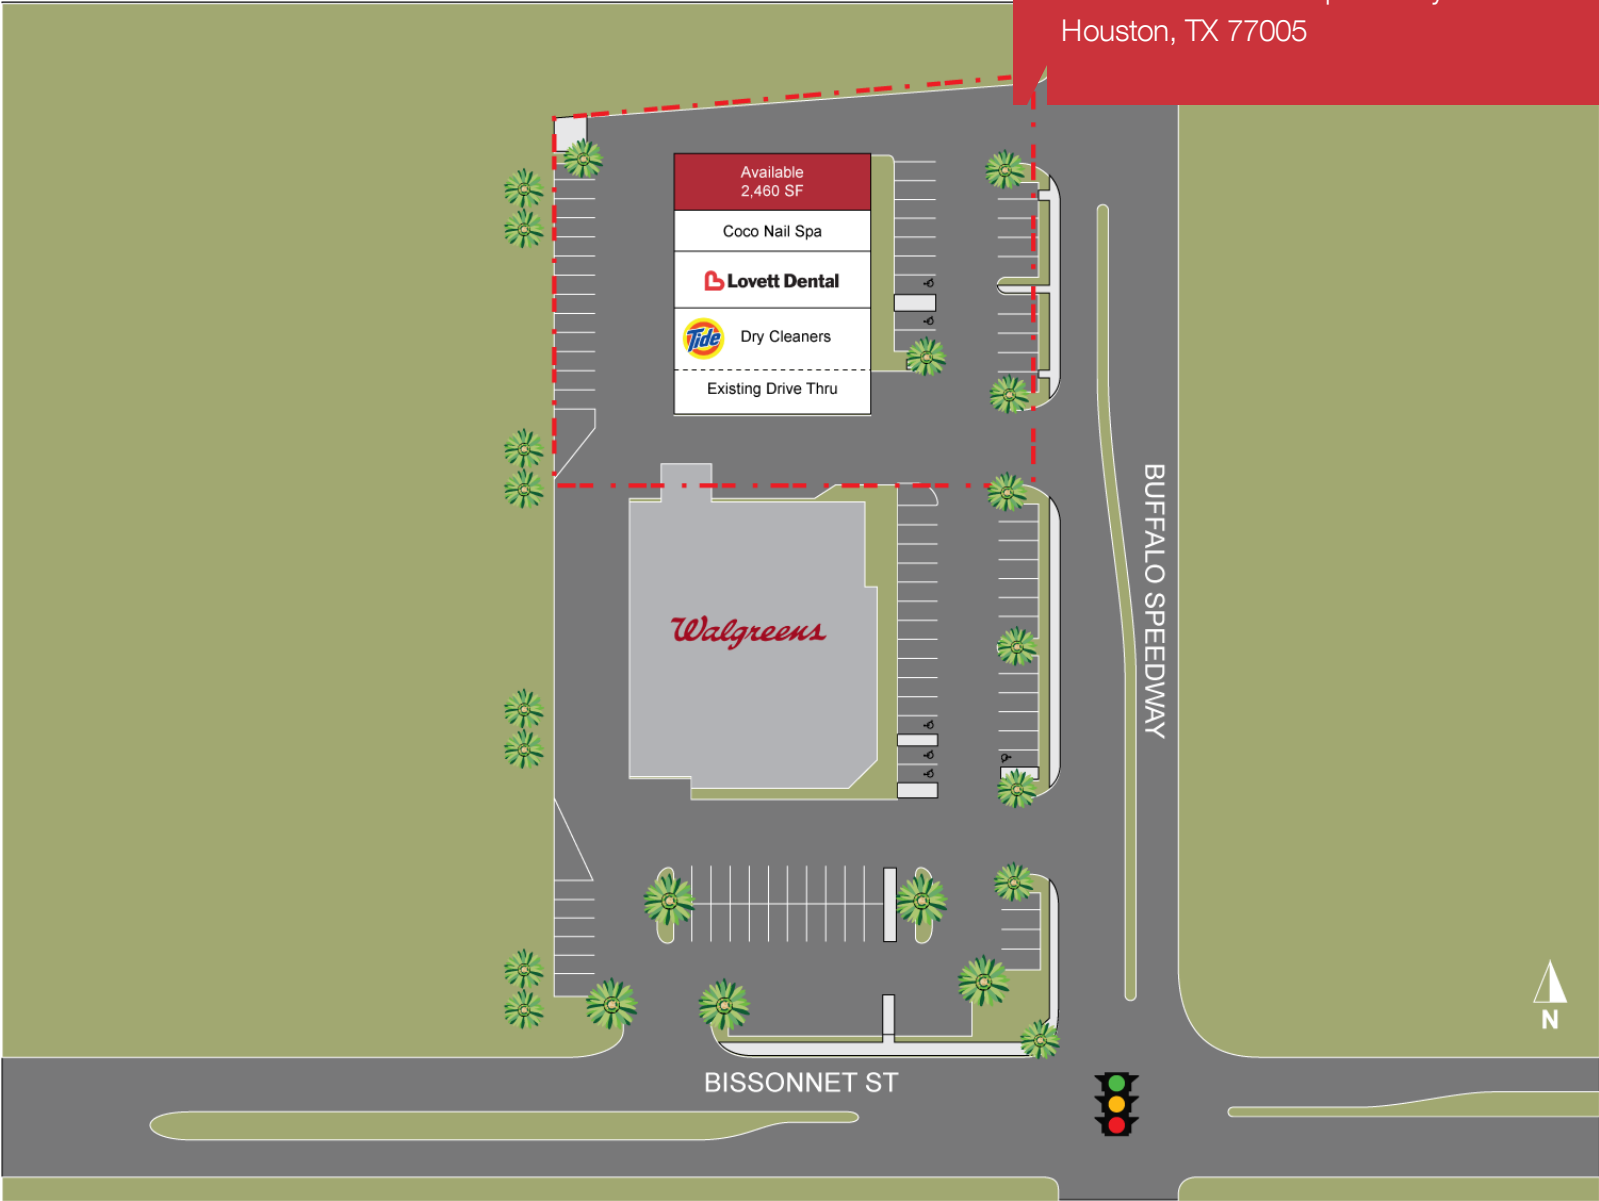 Houston, TX 77005
Available
2,460 SF
Coco Nail Spa
Lovett Dental
Tide Dry Cleaners
Existing Drive Thru
Walgreens
BUFFALO SPEEDWAY
BISSONNET ST
N